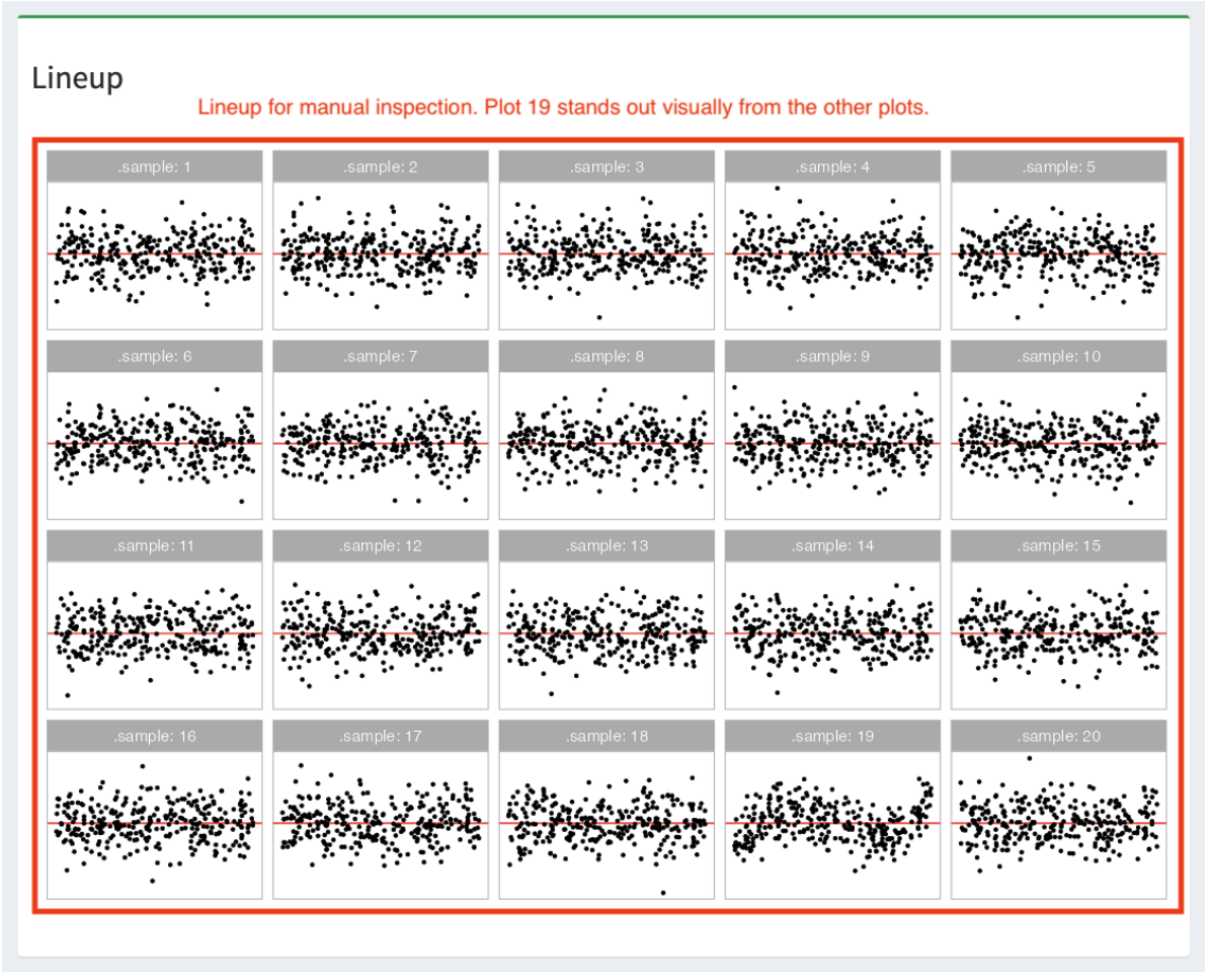 Lineup
Lineup for manual inspection. Plot 19 stands out visually from the other plots.
.sample: 1
.sample: 2
.sample: 3
.sample: 4
.sample: 5
.sample: 6
.sample: 7
.sample: 8
.sample: 9
.sample: 10
.sample: 11
.sample: 12
.sample: 13
.sample: 14
.sample: 15
.sample: 16
.sample: 17
.sample: 18
.sample: 19
.sample: 20